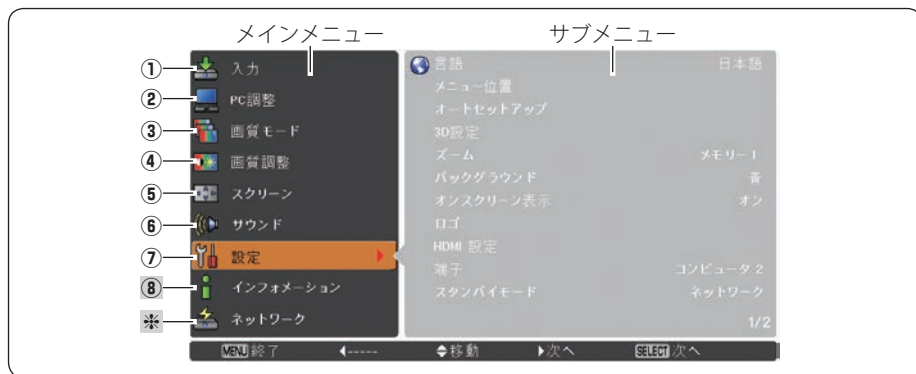 メインメニュー
サブメニュー
① 入力
② PC調整
③ 画質モード
④ 画質調整
⑤ スクリーン
⑥ サウンド
⑦ 設定
⑧ インフォメーション
※ ネットワーク
言語 日本語
メニュー位置
オートセットアップ
3D設定
ズーム メモリー1
バックグラウンド 青
オンスクリーン表示 オン
ロゴ
HDMI 設定
端子 コンピュータ 2
スタンバイモード ネットワーク
1/2
MENU 終了 ----- 移動 次へ SELECT 次へ